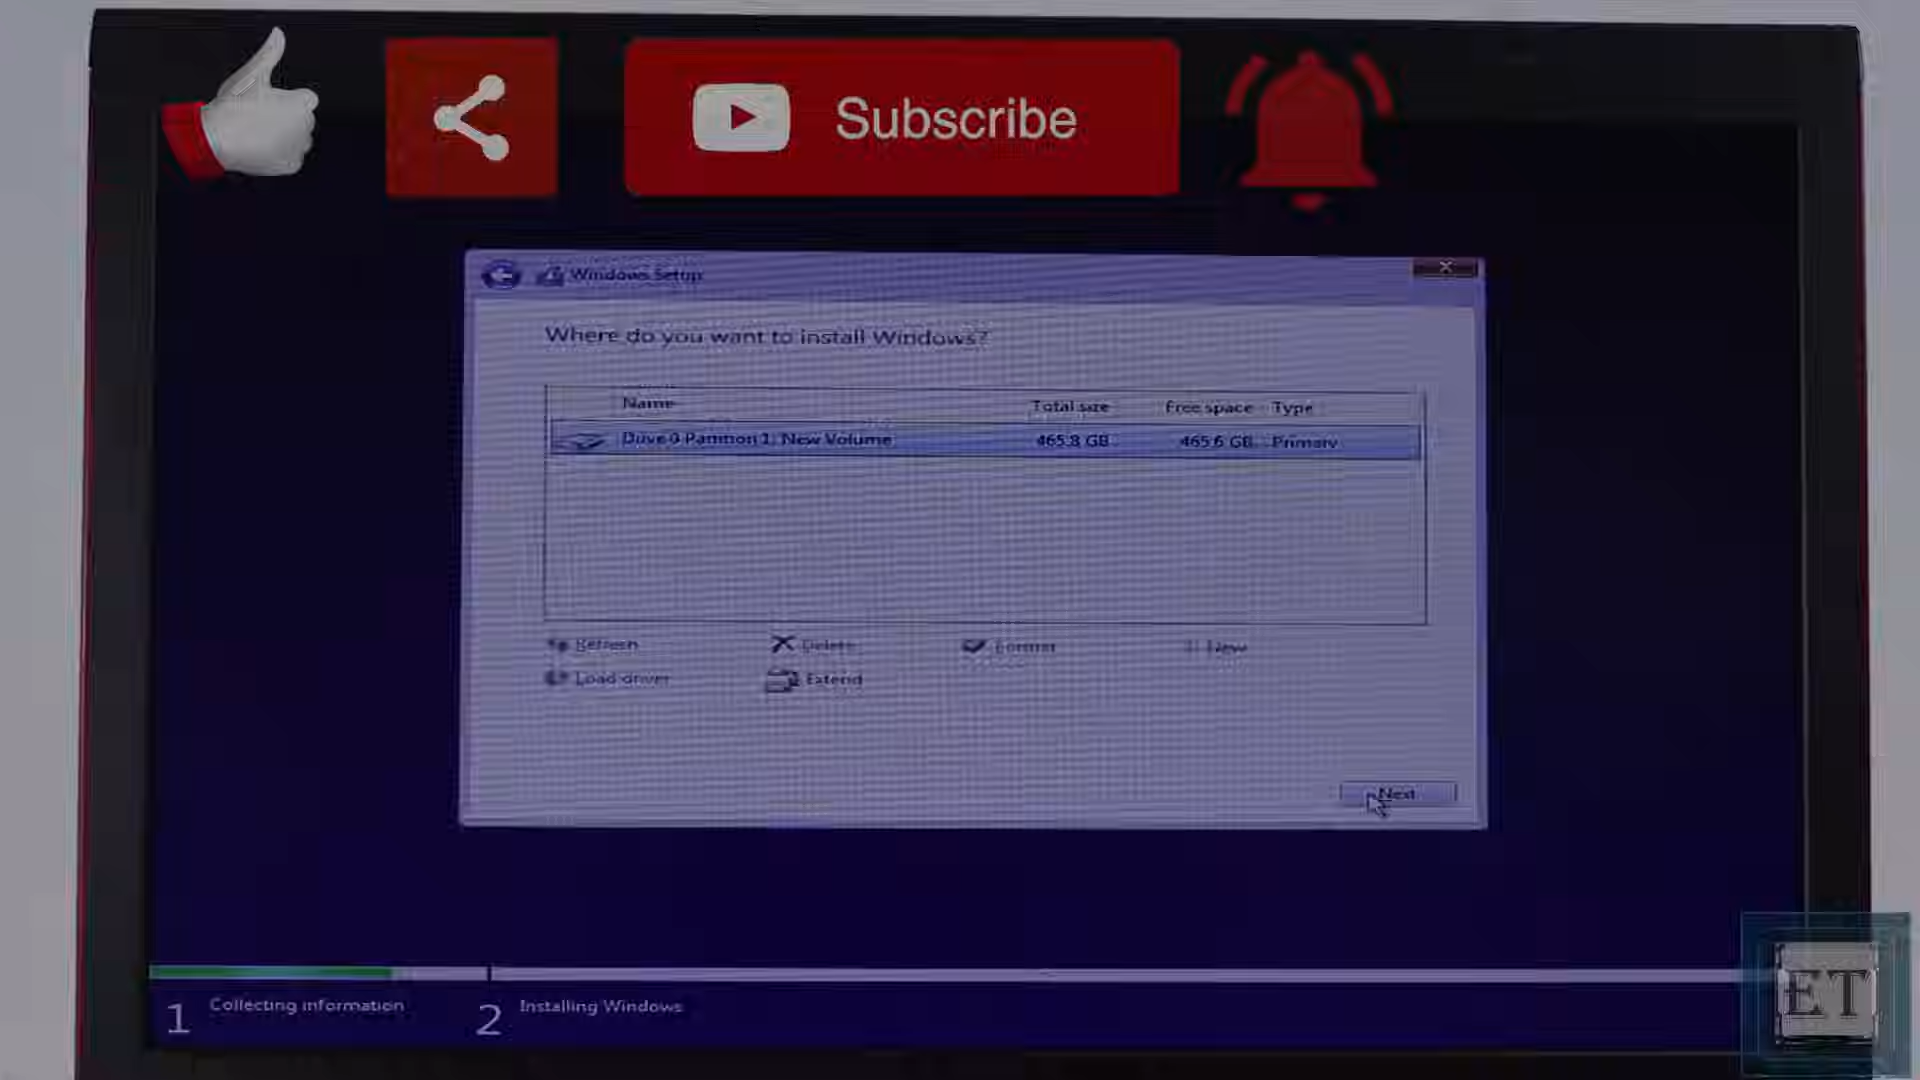 Subscribe
Windows Setup
Where do you want to install Windows?
Name Total size Free space Type
Drive 0 Partition 1: New Volume 465.8 GB 465.6 GB Primary
Refresh Delete Format New
Load driver Extend
Next
1 Collecting information 2 Installing Windows
ET